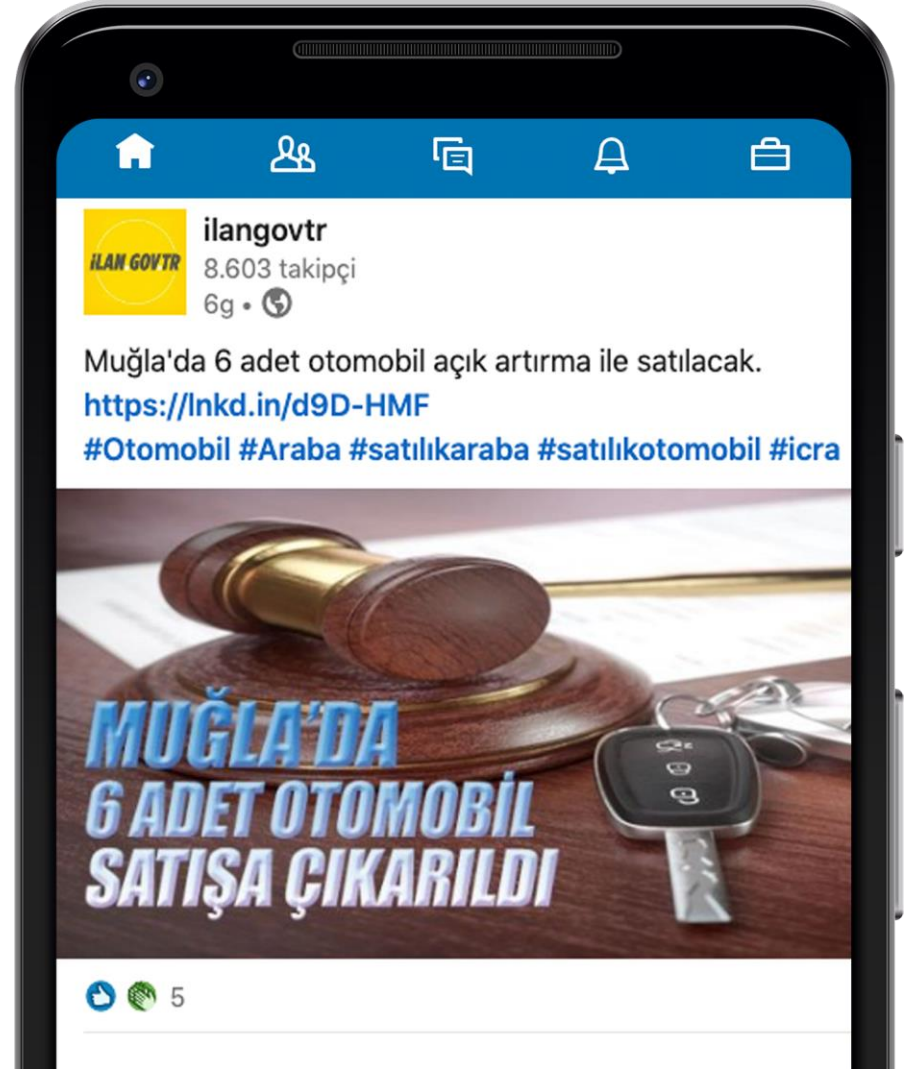 İLAN GOVTR
ilangovtr
8.603 takipçi
6g •
Muğla'da 6 adet otomobil açık artırma ile satılacak.
https://lnkd.in/d9D-HMF
#Otomobil #Araba #satılıkaraba #satılıkotomobil #icra
MUĞLA'DA
6 ADET OTOMOBİL
SATIŞA ÇIKARILDI
5